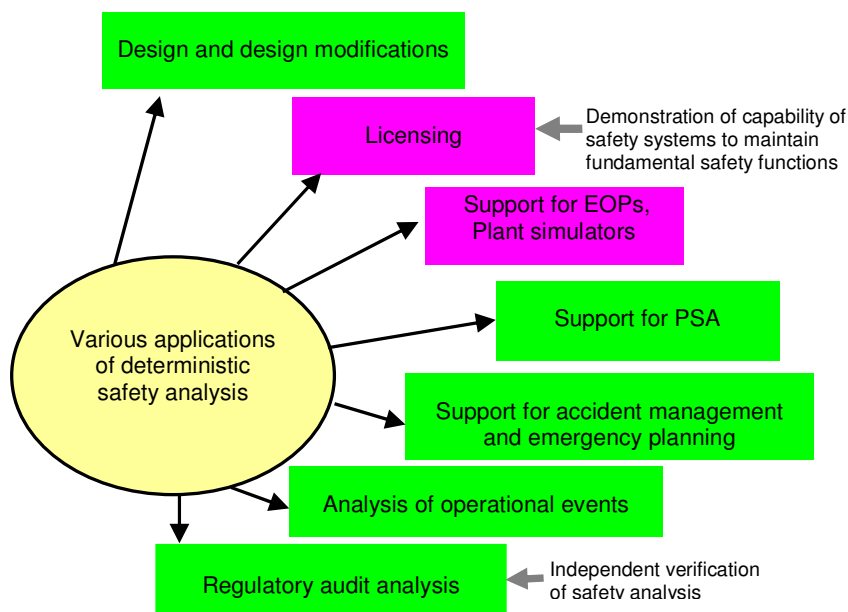 Design and design modifications
Licensing
Demonstration of capability of
safety systems to maintain
fundamental safety functions
Support for EOPs,
Plant simulators
Various applications
of deterministic
safety analysis
Support for PSA
Support for accident management
and emergency planning
Analysis of operational events
Regulatory audit analysis
Independent verification
of safety analysis